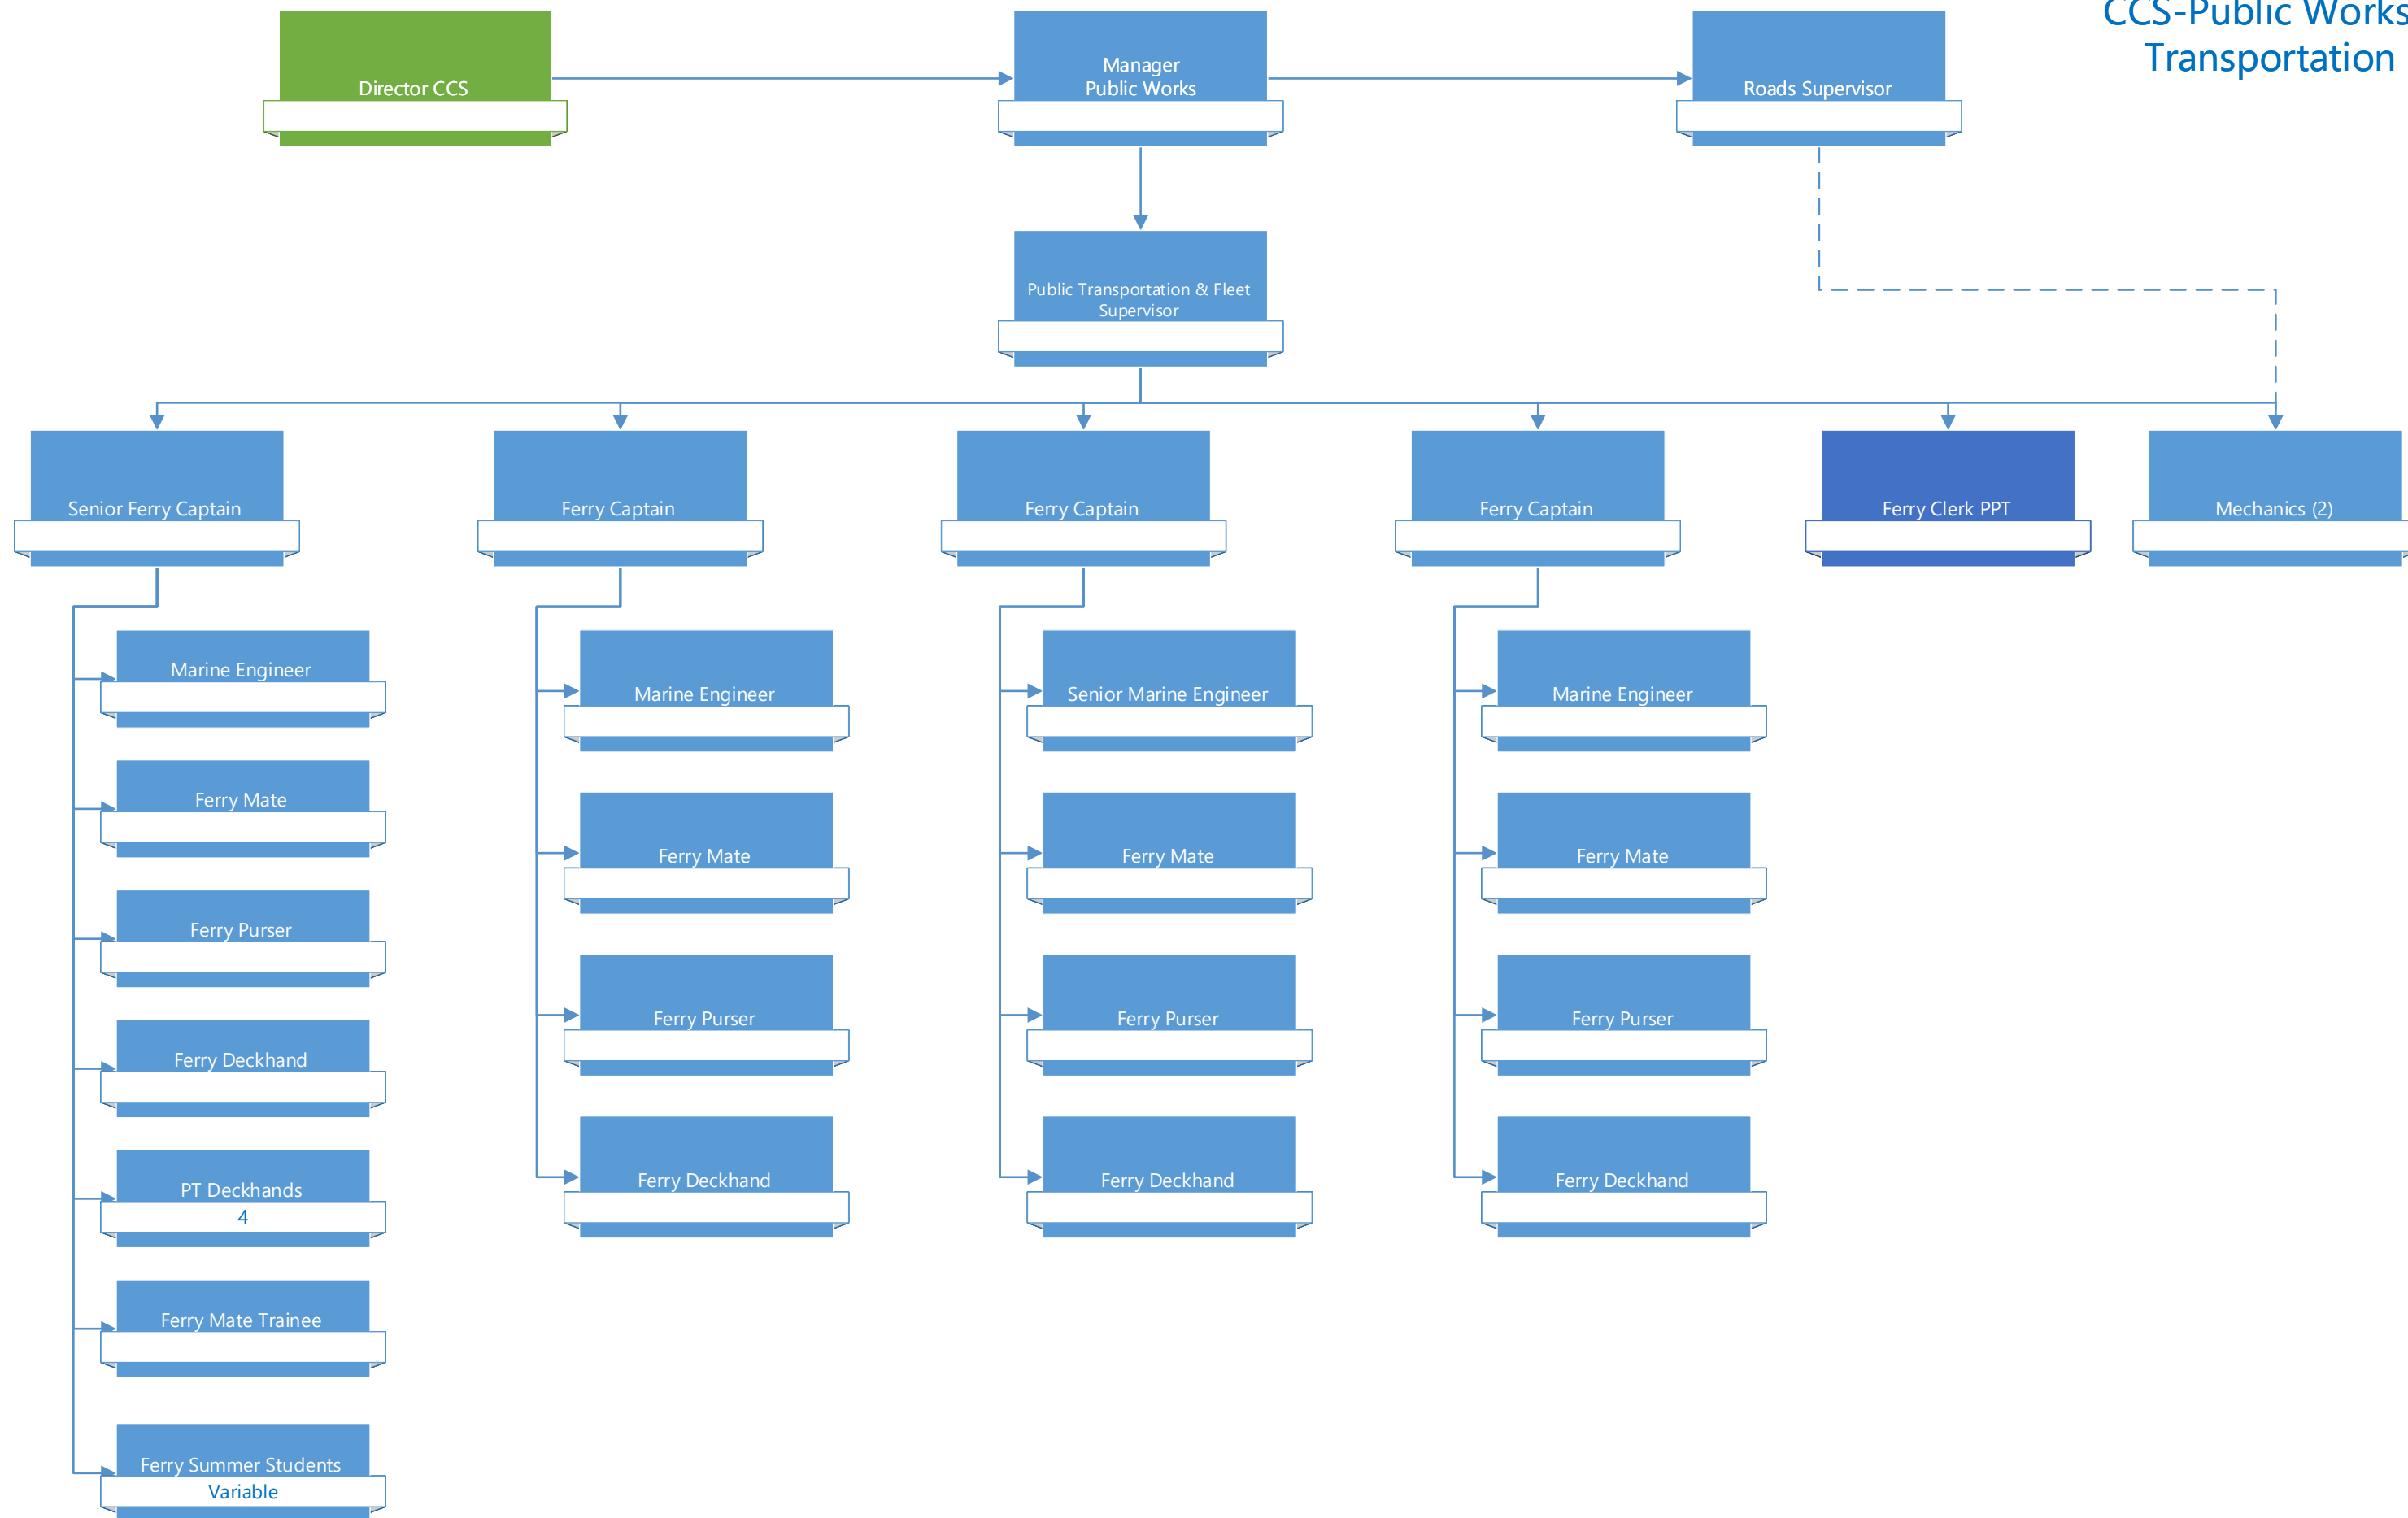 CCS-Public Works
Transportation
Director CCS
Manager
Public Works
Roads Supervisor
Public Transportation & Fleet
Supervisor
Senior Ferry Captain
Ferry Captain
Ferry Captain
Ferry Captain
Ferry Clerk PPT
Mechanics (2)
Marine Engineer
Ferry Mate
Ferry Purser
Ferry Deckhand
PT Deckhands
4
Ferry Mate Trainee
Ferry Summer Students
Variable
Marine Engineer
Ferry Mate
Ferry Purser
Ferry Deckhand
Senior Marine Engineer
Ferry Mate
Ferry Purser
Ferry Deckhand
Marine Engineer
Ferry Mate
Ferry Purser
Ferry Deckhand